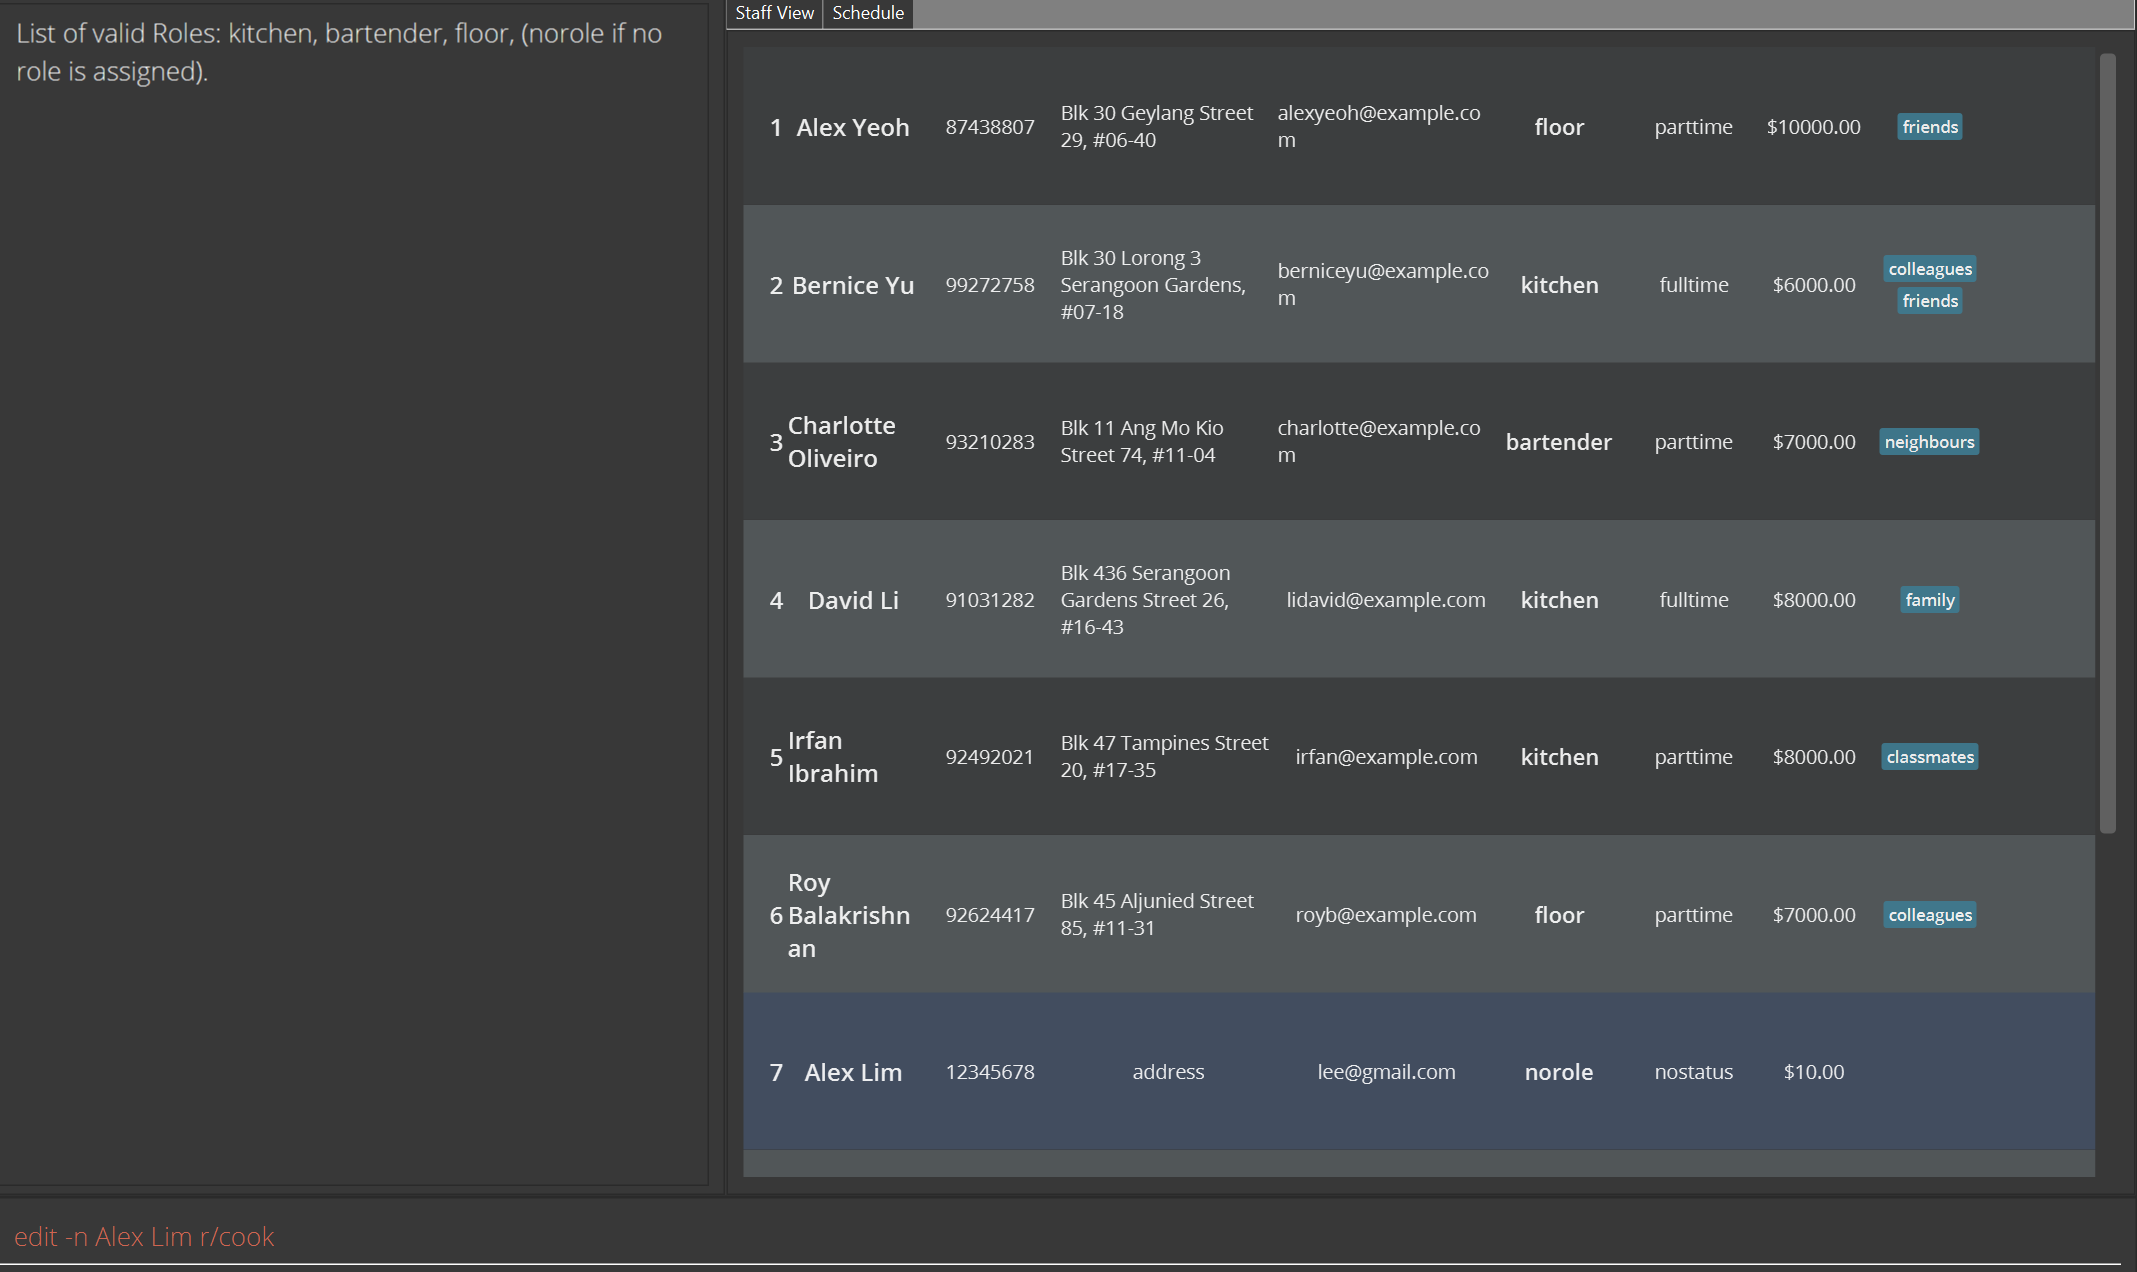 List of valid Roles: kitchen, bartender, floor, (norole if no
role is assigned).
Staff View Schedule
1 Alex Yeoh 87438807 Blk 30 Geylang Street
29, #06-40 alexyeoh@example.co
m floor parttime $10000.00 friends
2 Bernice Yu 99272758 Blk 30 Lorong 3
Serangoon Gardens,
#07-18 berniceyu@example.co
m kitchen fulltime $6000.00 colleagues
friends
3 Charlotte
Oliveiro 93210283 Blk 11 Ang Mo Kio
Street 74, #11-04 charlotte@example.co
m bartender parttime $7000.00 neighbours
4 David Li 91031282 Blk 436 Serangoon
Gardens Street 26,
#16-43 lidavid@example.com kitchen fulltime $8000.00 family
5 Irfan
Ibrahim 92492021 Blk 47 Tampines Street
20, #17-35 irfan@example.com kitchen parttime $8000.00 classmates
6 Roy
Balakrishn
an 92624417 Blk 45 Aljunied Street
85, #11-31 royb@example.com floor parttime $7000.00 colleagues
7 Alex Lim 12345678 address lee@gmail.com norole nostatus $10.00
edit -n Alex Lim r/cook